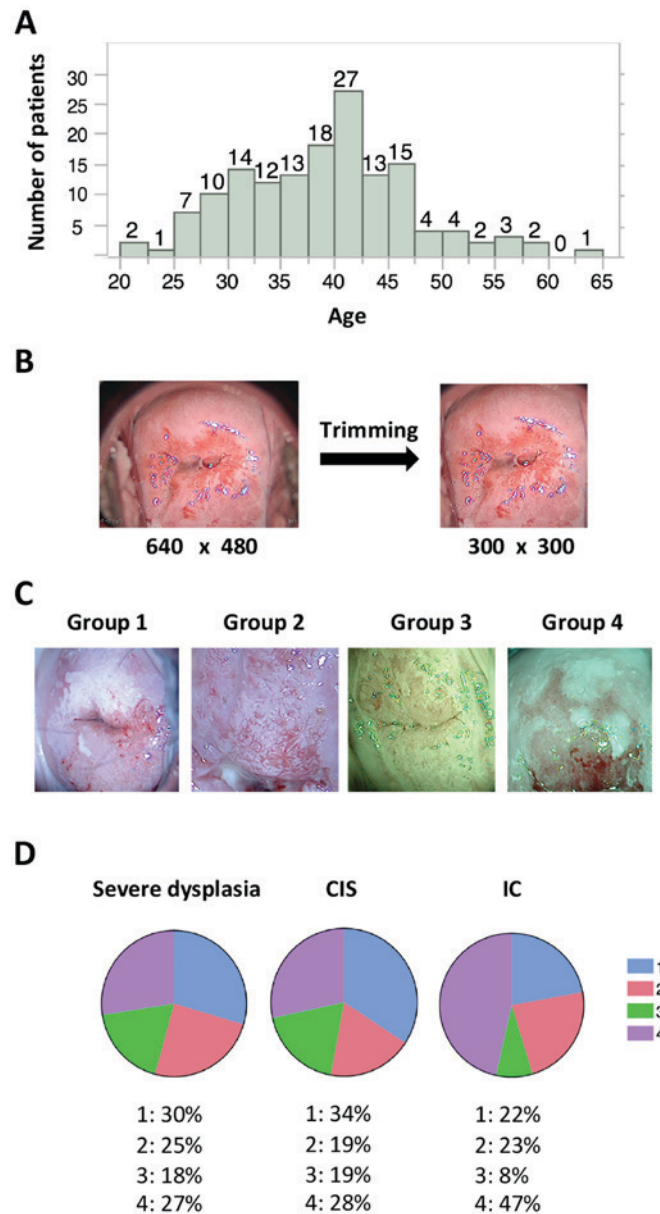 A
Number of patients
30
25
20
15
10
5
2 1 7 10 14 12 13 18 27 13 15 4 4 2 3 2 0 1
20 25 30 35 40 45 50 55 60 65
Age
B
Trimming
640 x 480
300 x 300
C
Group 1 Group 2 Group 3 Group 4
D
Severe dysplasia CIS IC
1
2
3
4
1: 30% 1: 34% 1: 22%
2: 25% 2: 19% 2: 23%
3: 18% 3: 19% 3: 8%
4: 27% 4: 28% 4: 47%